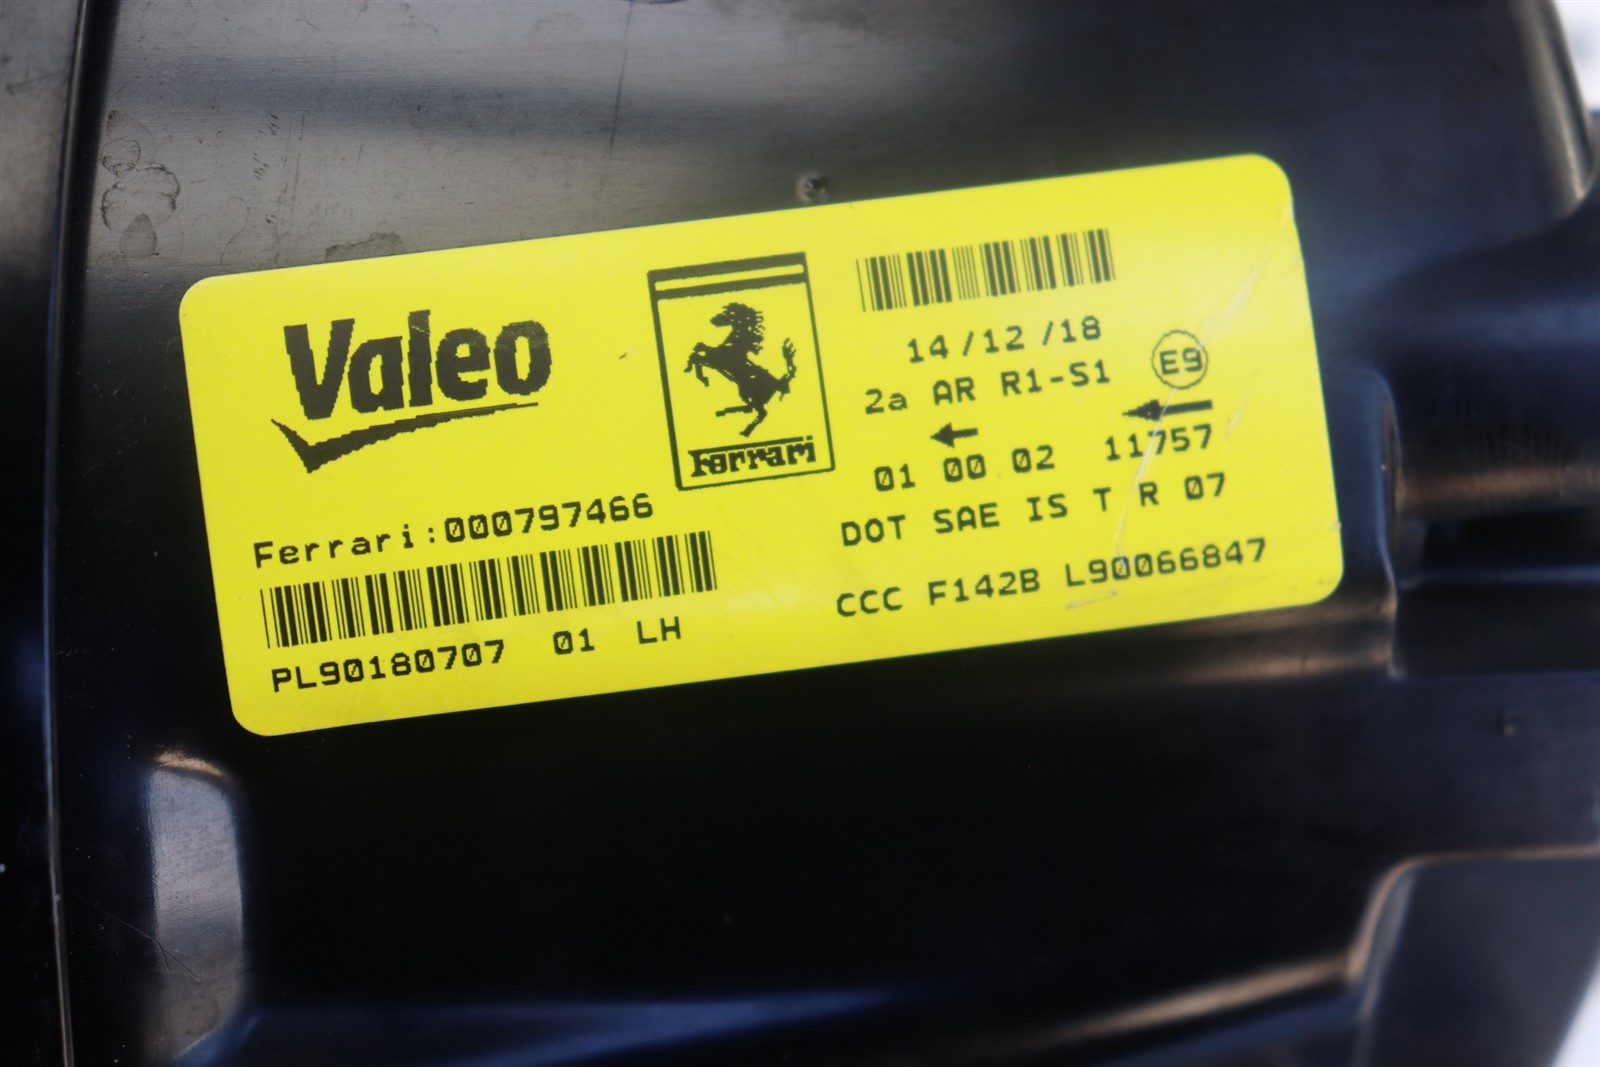 Valeo
Ferrari
Ferrari:000797466
PL90180707 01 LH
14/12/18
2a AR R1-S1 E9
01 00 02 11757
DOT SAE IS T R 07
CCC F142B L90066847